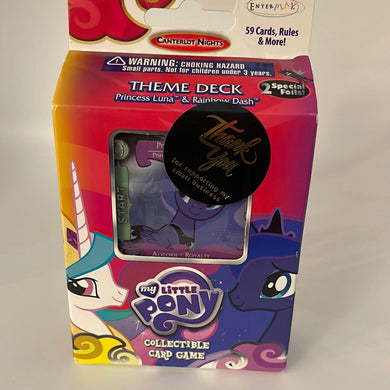 CANTERLOT NIGHTS
ENTERPLAY
59 Cards, Rules
& More!
WARNING: CHOKING HAZARD
Small parts. Not for children under 3 years.
THEME DECK
Princess Luna™ & Rainbow Dash™
2 Special
Foils!
Thank
you
for supporting my
small business
START
ALICORN • ROYALTY
my LITTLE
PONY
COLLECTIBLE
CARD GAME